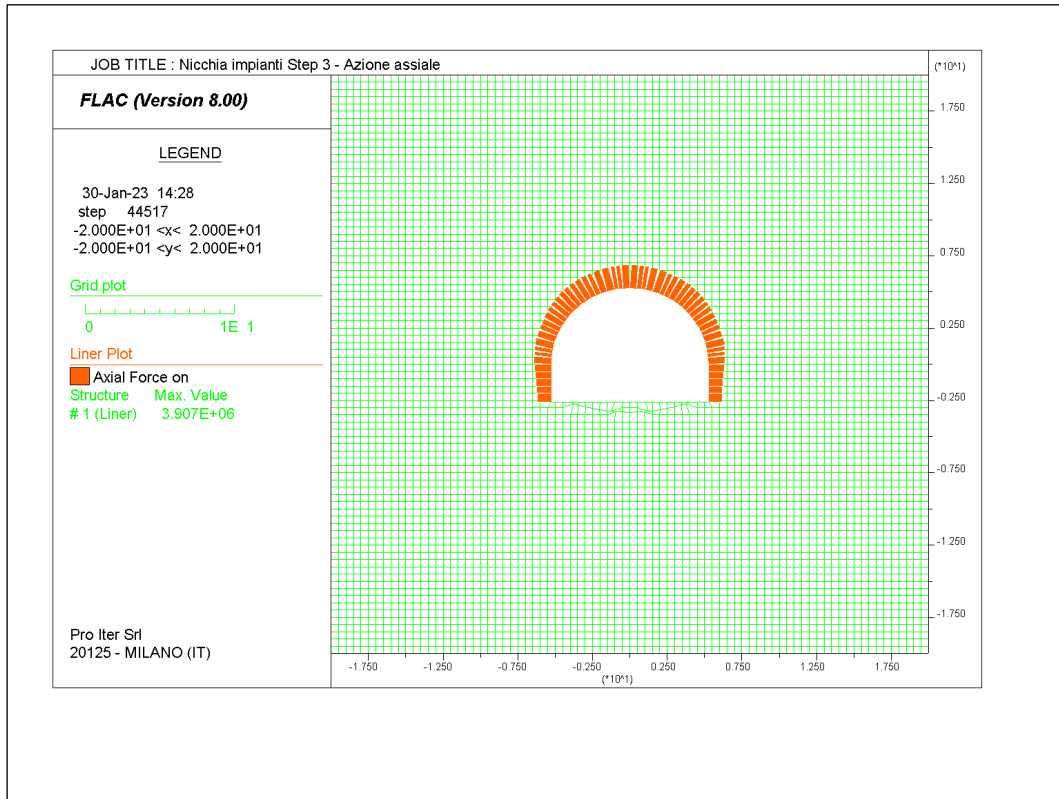 JOB TITLE : Nicchia impianti Step 3 - Azione assiale
(*10^1)
FLAC (Version 8.00)
LEGEND
30-Jan-23 14:28
step 44517
-2.000E+01 <x< 2.000E+01
-2.000E+01 <y< 2.000E+01
Grid plot
0 1E 1
Liner Plot
Axial Force on
Structure Max. Value
# 1 (Liner) 3.907E+06
Pro Iter Srl
20125 - MILANO (IT)
1.750
1.250
0.750
0.250
-0.250
-0.750
-1.250
-1.750
-1.750 -1.250 -0.750 -0.250 0.250 0.750 1.250 1.750
(*10^1)